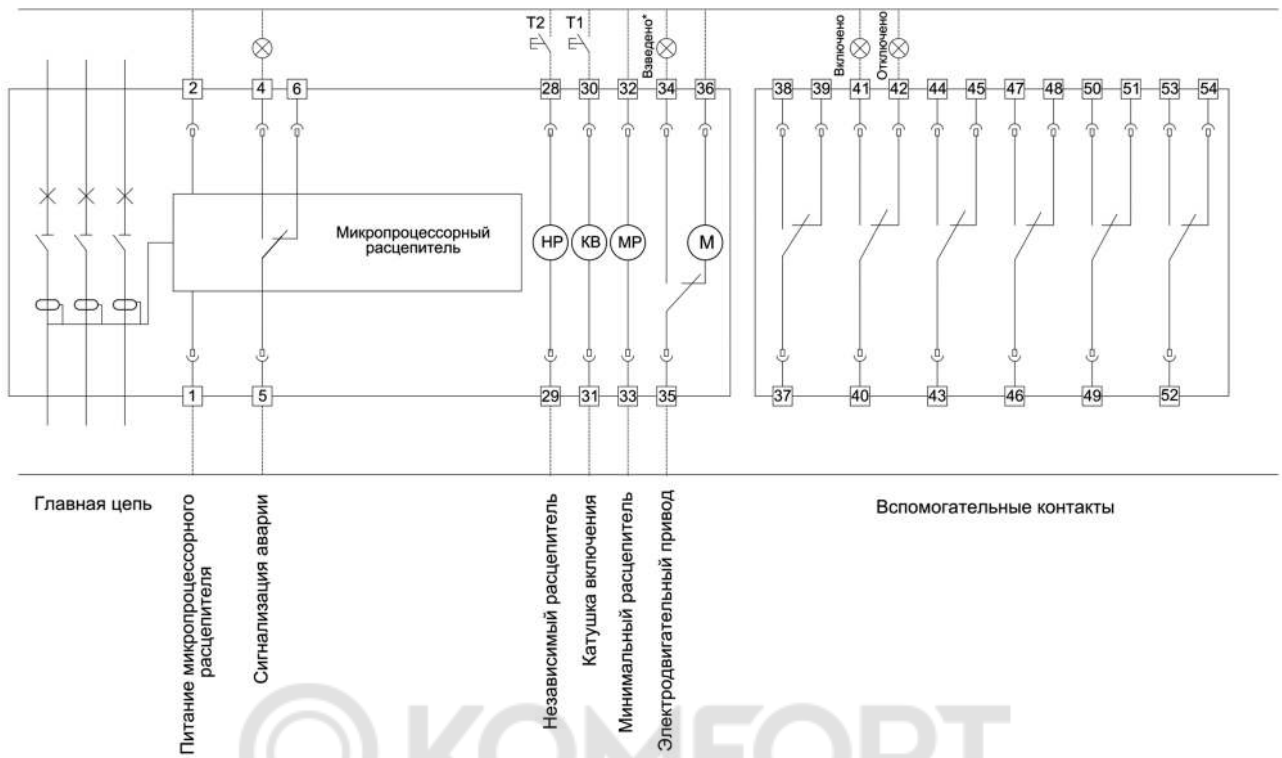 T2
T1
Взведено*
Включено
Отключено
2
4
6
28
30
32
34
36
38
39
41
42
44
45
47
48
50
51
53
54
Микропроцессорный
расцепитель
НР
КВ
МР
М
1
5
29
31
33
35
37
40
43
46
49
52
Главная цепь
Питание микропроцессорного
расцепителя
Сигнализация аварии
Независимый расцепитель
Катушка включения
Минимальный расцепитель
Электродвигательный привод
Вспомогательные контакты
KOMFORT